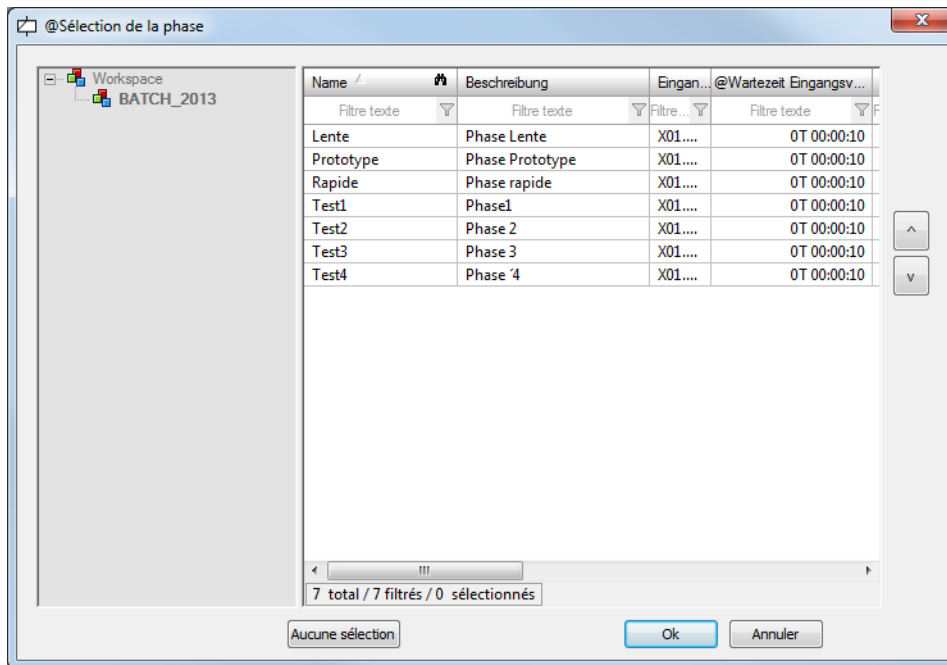 @Sélection de la phase
Workspace
BATCH_2013
Name Beschreibung Eingan... @Wartezeit Eingangsv...
Filtre texte Filtre texte Filtre... Filtre texte F
Lente Phase Lente X01.... 0T 00:00:10
Prototype Phase Prototype X01.... 0T 00:00:10
Rapide Phase rapide X01.... 0T 00:00:10
Test1 Phase1 X01.... 0T 00:00:10
Test2 Phase 2 X01.... 0T 00:00:10
Test3 Phase 3 X01.... 0T 00:00:10
Test4 Phase ´4 X01.... 0T 00:00:10
7 total / 7 filtrés / 0 sélectionnés
Aucune sélection Ok Annuler